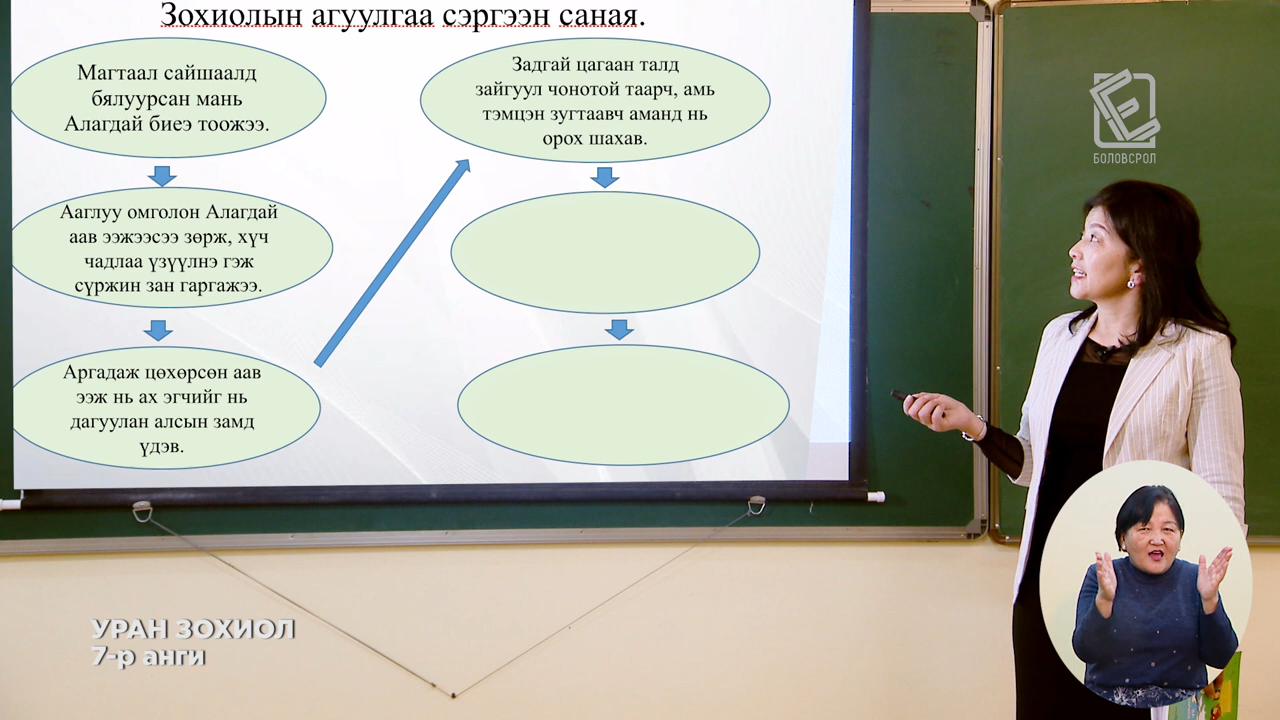 Зохиолын агуулгаа сэргээн саная.
Магтаал сайшаалд
бялуурсан мань
Алагдай биеэ тоожээ.
Ааглуу омголон Алагдай
аав ээжээсээ зөрж, хүч
чадлаа үзүүлнэ гэж
сүржин зан гаргажээ.
Аргадаж цөхөрсөн аав
ээж нь ах эгчийг нь
дагуулан алсын замд
үдэв.
Задгай цагаан талд
зайгуул чонотой таарч, амь
тэмцэн зугтаавч аманд нь
орох шахав.
БОЛОВСРОЛ
УРАН ЗОХИОЛ
7-р анги